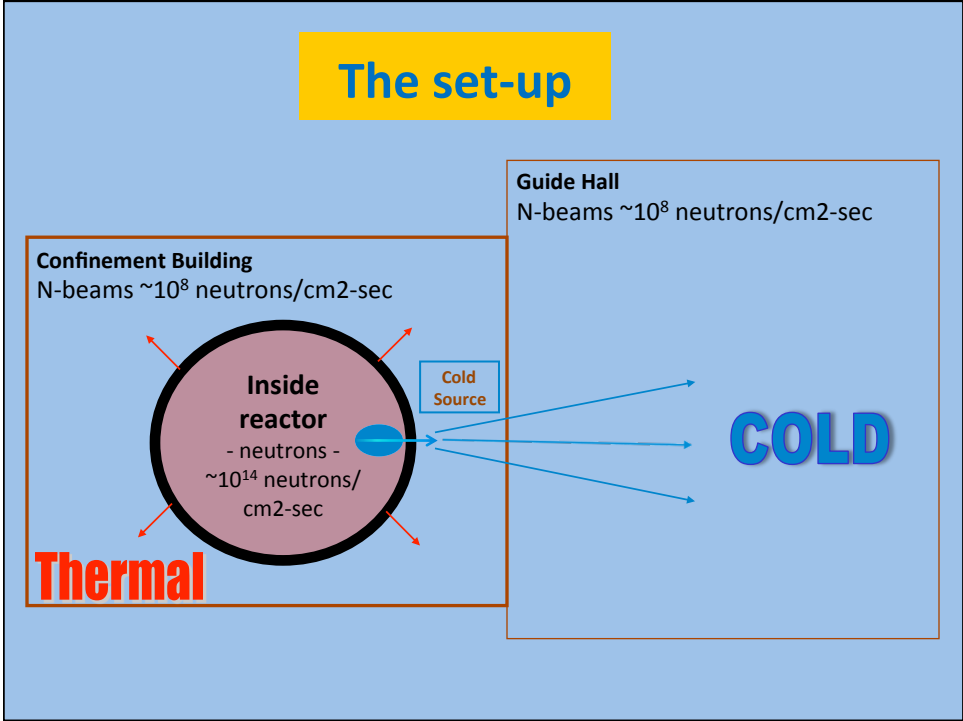 The set-up
Guide Hall
N-beams ~10⁸ neutrons/cm2-sec
Confinement Building
N-beams ~10⁸ neutrons/cm2-sec
Cold
Source
Inside
reactor
- neutrons -
~10¹⁴ neutrons/
cm2-sec
COLD
Thermal